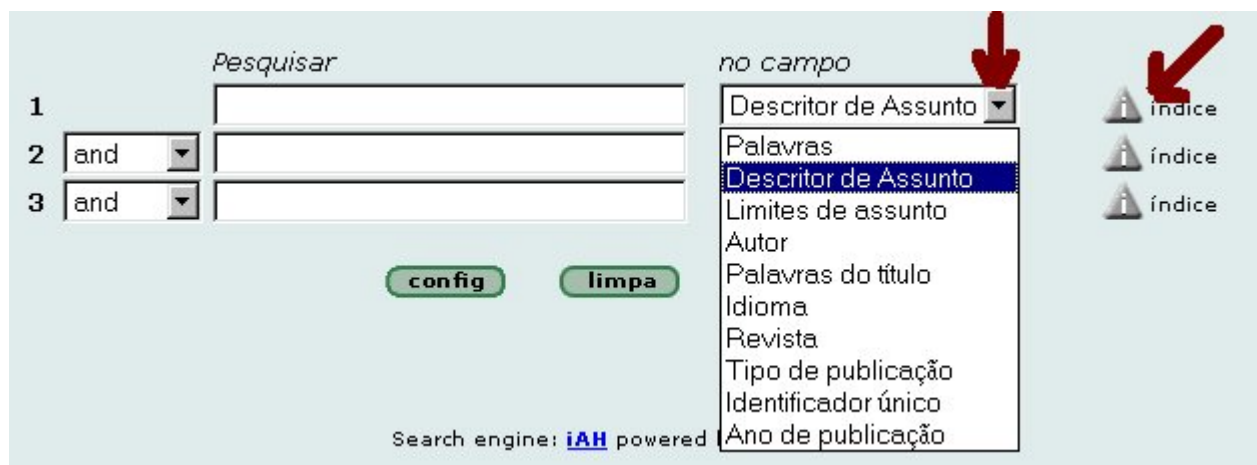 Pesquisar no campo
1 Descritor de Assunto índice
2 and índice
3 and índice
Palavras
Descritor de Assunto
Limites de assunto
Autor
Palavras do título
Idioma
Revista
Tipo de publicação
Identificador único
Ano de publicação
config limpa
Search engine: iAH powered